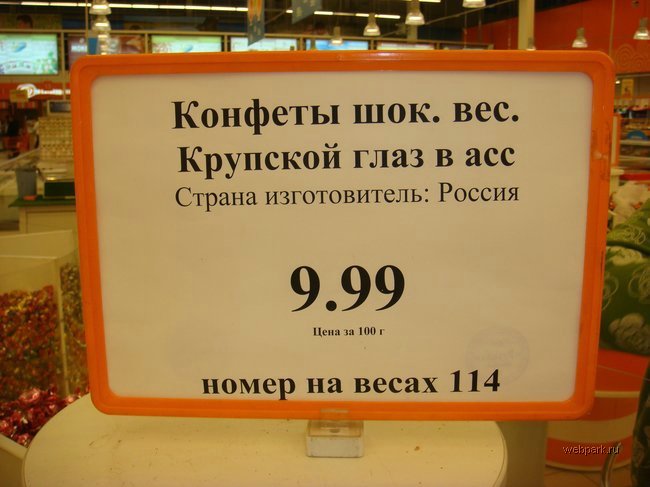 Конфеты шок. вес.
Крупской глаз в асс
Страна изготовитель: Россия
9.99
Цена за 100 г
номер на весах 114
webpark.ru